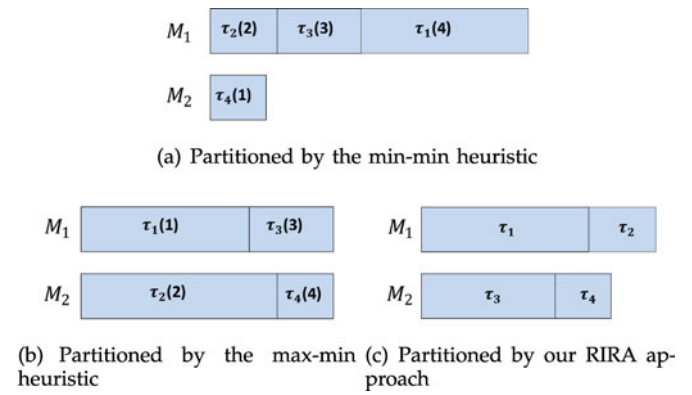 M₁ τ₂(2) τ₃(3) τ₁(4)
M₂ τ₄(1)
(a) Partitioned by the min-min heuristic
M₁ τ₁(1) τ₃(3)
M₂ τ₂(2) τ₄(4)
(b) Partitioned by the max-min
heuristic
M₁ τ₁ τ₂
M₂ τ₃ τ₄
(c) Partitioned by our RIRA ap-
proach